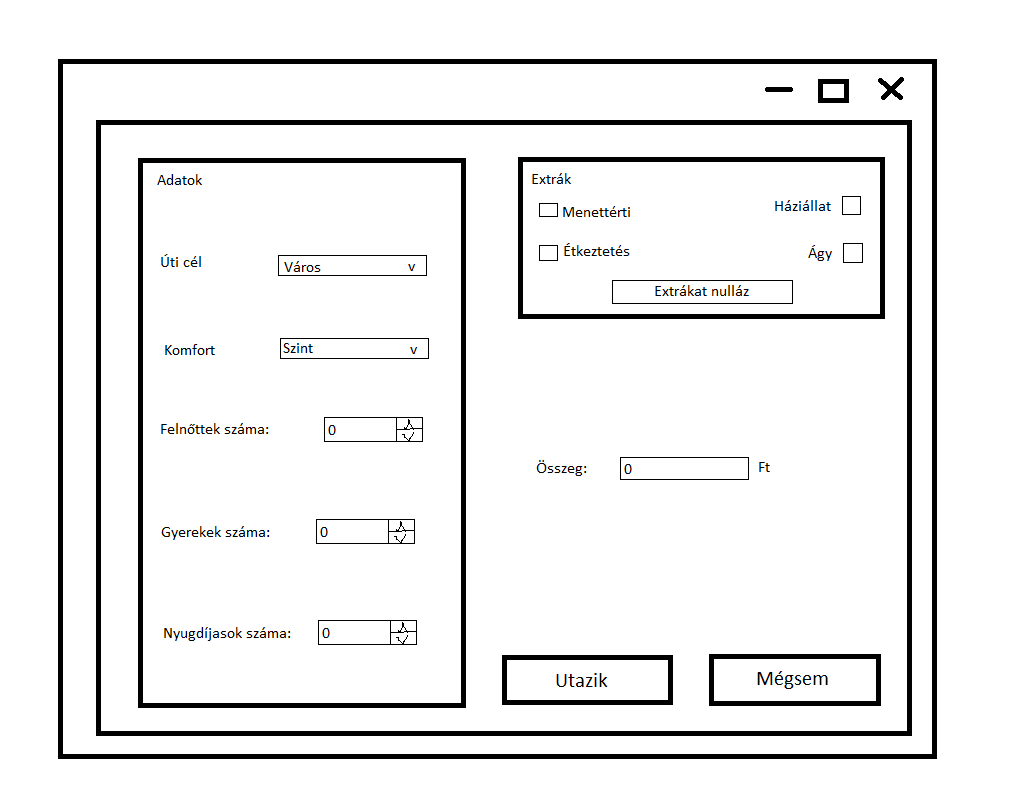 Adatok
Úti cél
Város v
Komfort
Szint v
Felnőttek száma:
0
Gyerekek száma:
0
Nyugdíjasok száma:
0
Extrák
Menettérti
Háziállat
Étkeztetés
Ágy
Extrákat nulláz
Összeg:
0
Ft
Utazik
Mégsem